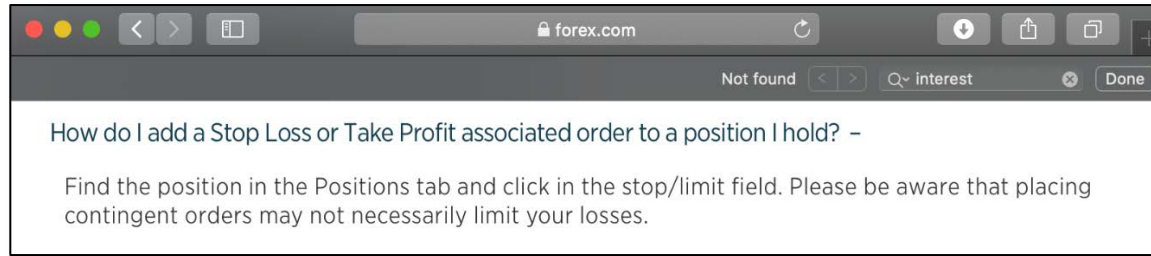 forex.com
Not found
interest
Done
How do I add a Stop Loss or Take Profit associated order to a position I hold? –
Find the position in the Positions tab and click in the stop/limit field. Please be aware that placing
contingent orders may not necessarily limit your losses.